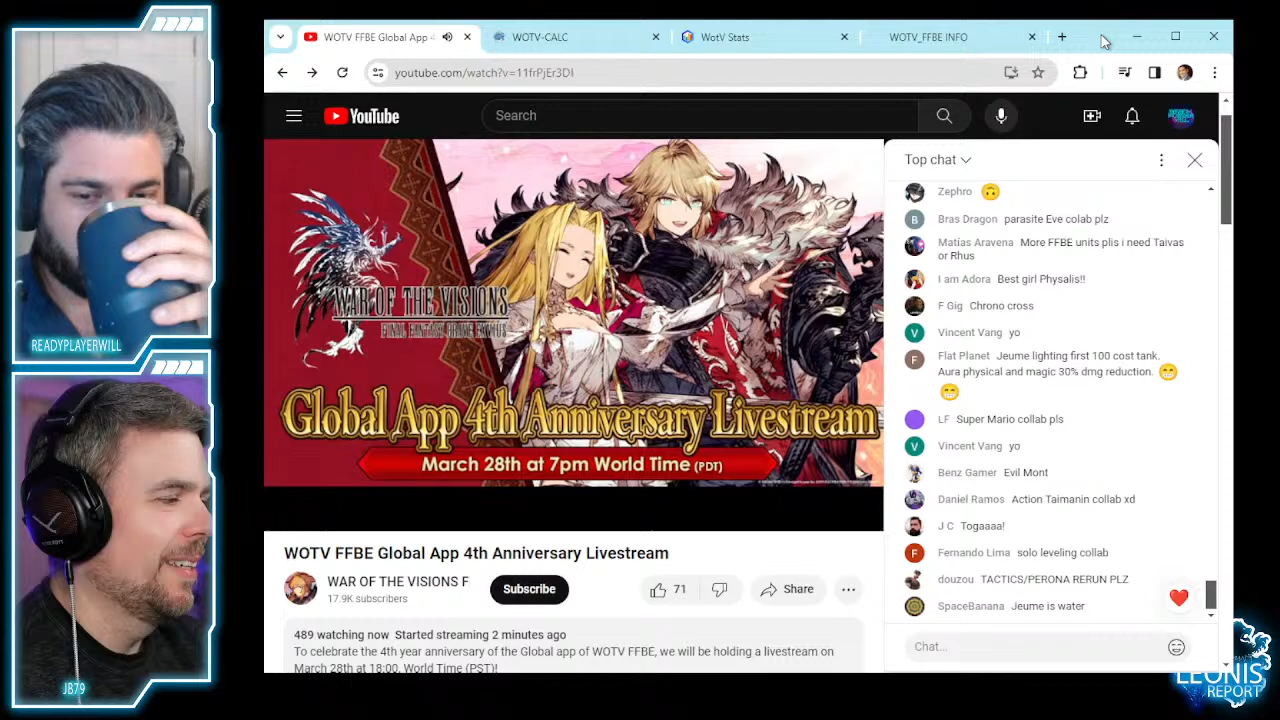 WOTV FFBE Global App 4
WOTV-CALC
WotV Stats
WOTV_FFBE INFO
youtube.com/watch?v=11frPjEr3DI
YouTube
Search
WAR OF THE VISIONS
FINAL FANTASY BRAVE EXVIUS
Global App 4th Anniversary Livestream
March 28th at 7pm World Time (PDT)
WOTV FFBE Global App 4th Anniversary Livestream
WAR OF THE VISIONS F
17.9K subscribers
Subscribe
71
Share
489 watching now Started streaming 2 minutes ago
To celebrate the 4th year anniversary of the Global app of WOTV FFBE, we will be holding a livestream on
March 28th at 18:00, World Time (PST)!
Top chat
Zephro
Bras Dragon parasite Eve colab plz
Matías Aravena More FFBE units plis i need Taivas
or Rhus
I am Adora Best girl Physalis!!
F Gig Chrono cross
Vincent Vang yo
Flat Planet Jeume lighting first 100 cost tank.
Aura physical and magic 30% dmg reduction.
LF Super Mario collab pls
Vincent Vang yo
Benz Gamer Evil Mont
Daniel Ramos Action Taimanin collab xd
J C Togaaaa!
Fernando Lima solo leveling collab
douzou TACTICS/PERONA RERUN PLZ
SpaceBanana Jeume is water
Chat...
READYPLAYERWILL
JB79
LEONIS
REPORT